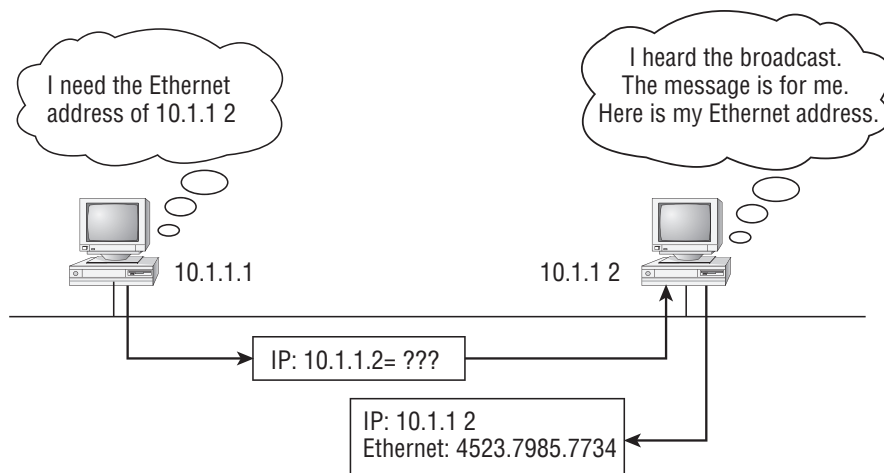 I need the Ethernet
address of 10.1.1 2
I heard the broadcast.
The message is for me.
Here is my Ethernet address.
10.1.1.1
10.1.1 2
IP: 10.1.1.2= ???
IP: 10.1.1 2
Ethernet: 4523.7985.7734